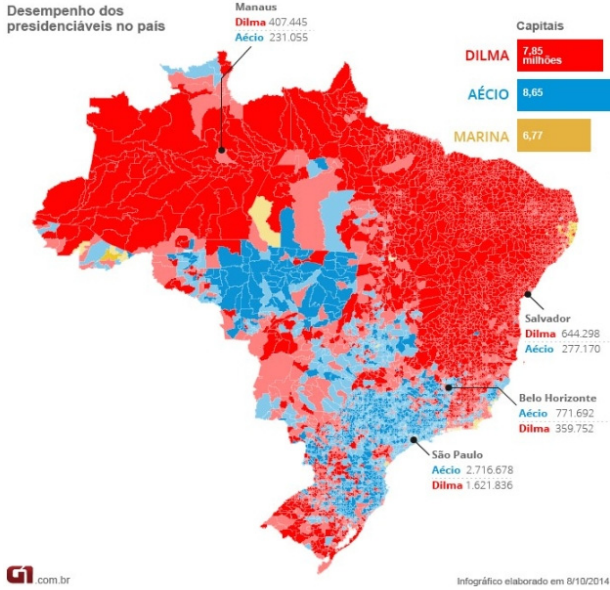 Desempenho dos
presidenciáveis no país
Manaus
Dilma 407.445
Aécio 231.055
Capitais
DILMA 7,85
milhões
AÉCIO 8,65
MARINA 6,77
Salvador
Dilma 644.298
Aécio 277.170
Belo Horizonte
Aécio 771.692
Dilma 359.752
São Paulo
Aécio 2.716.678
Dilma 1.621.836
G1.com.br
Infográfico elaborado em 8/10/2014